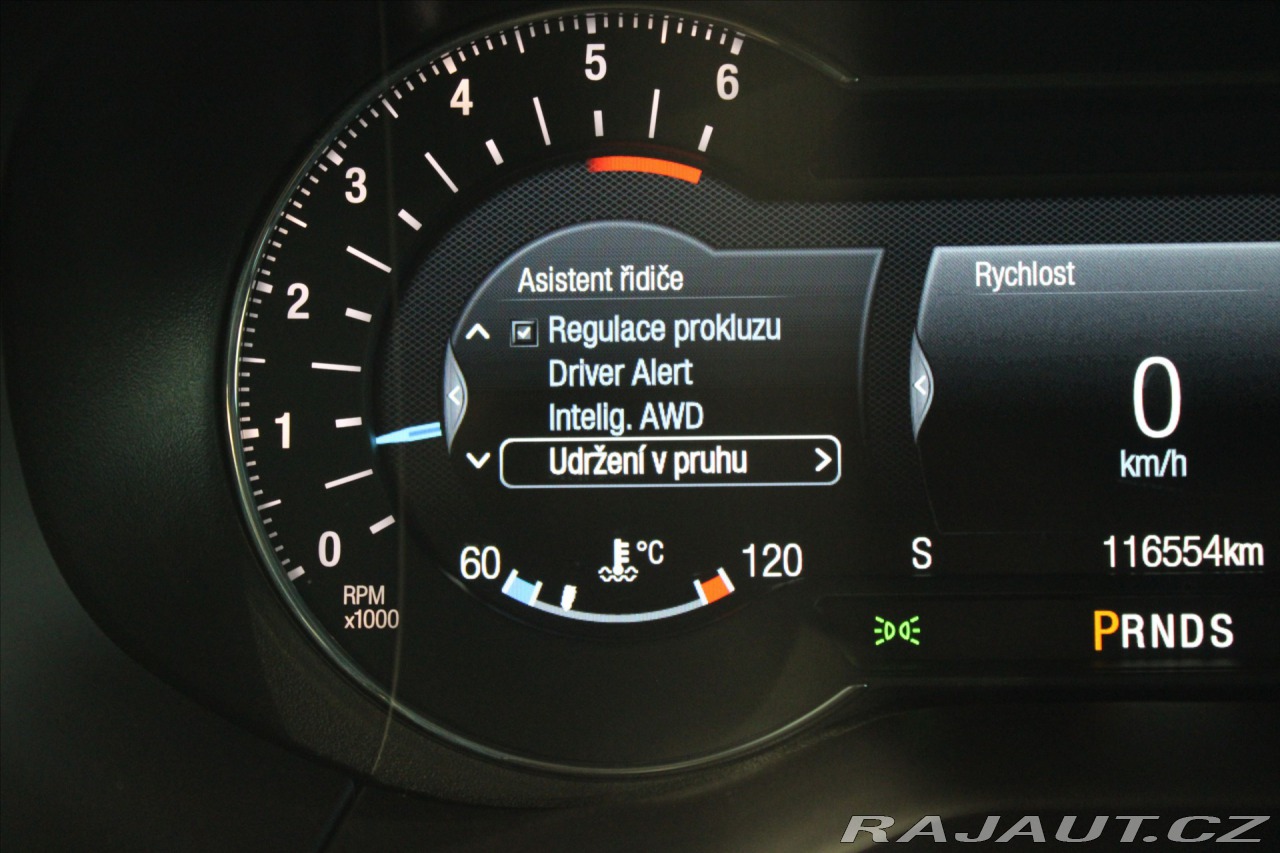 5
6
4
3
2
1
0
RPM
x1000
Asistent řidiče
Regulace prokluzu
Driver Alert
Intelig. AWD
Udržení v pruhu
60
°C
120
Rychlost
0
km/h
S
116554km
PRNDS
RAJAUT.CZ